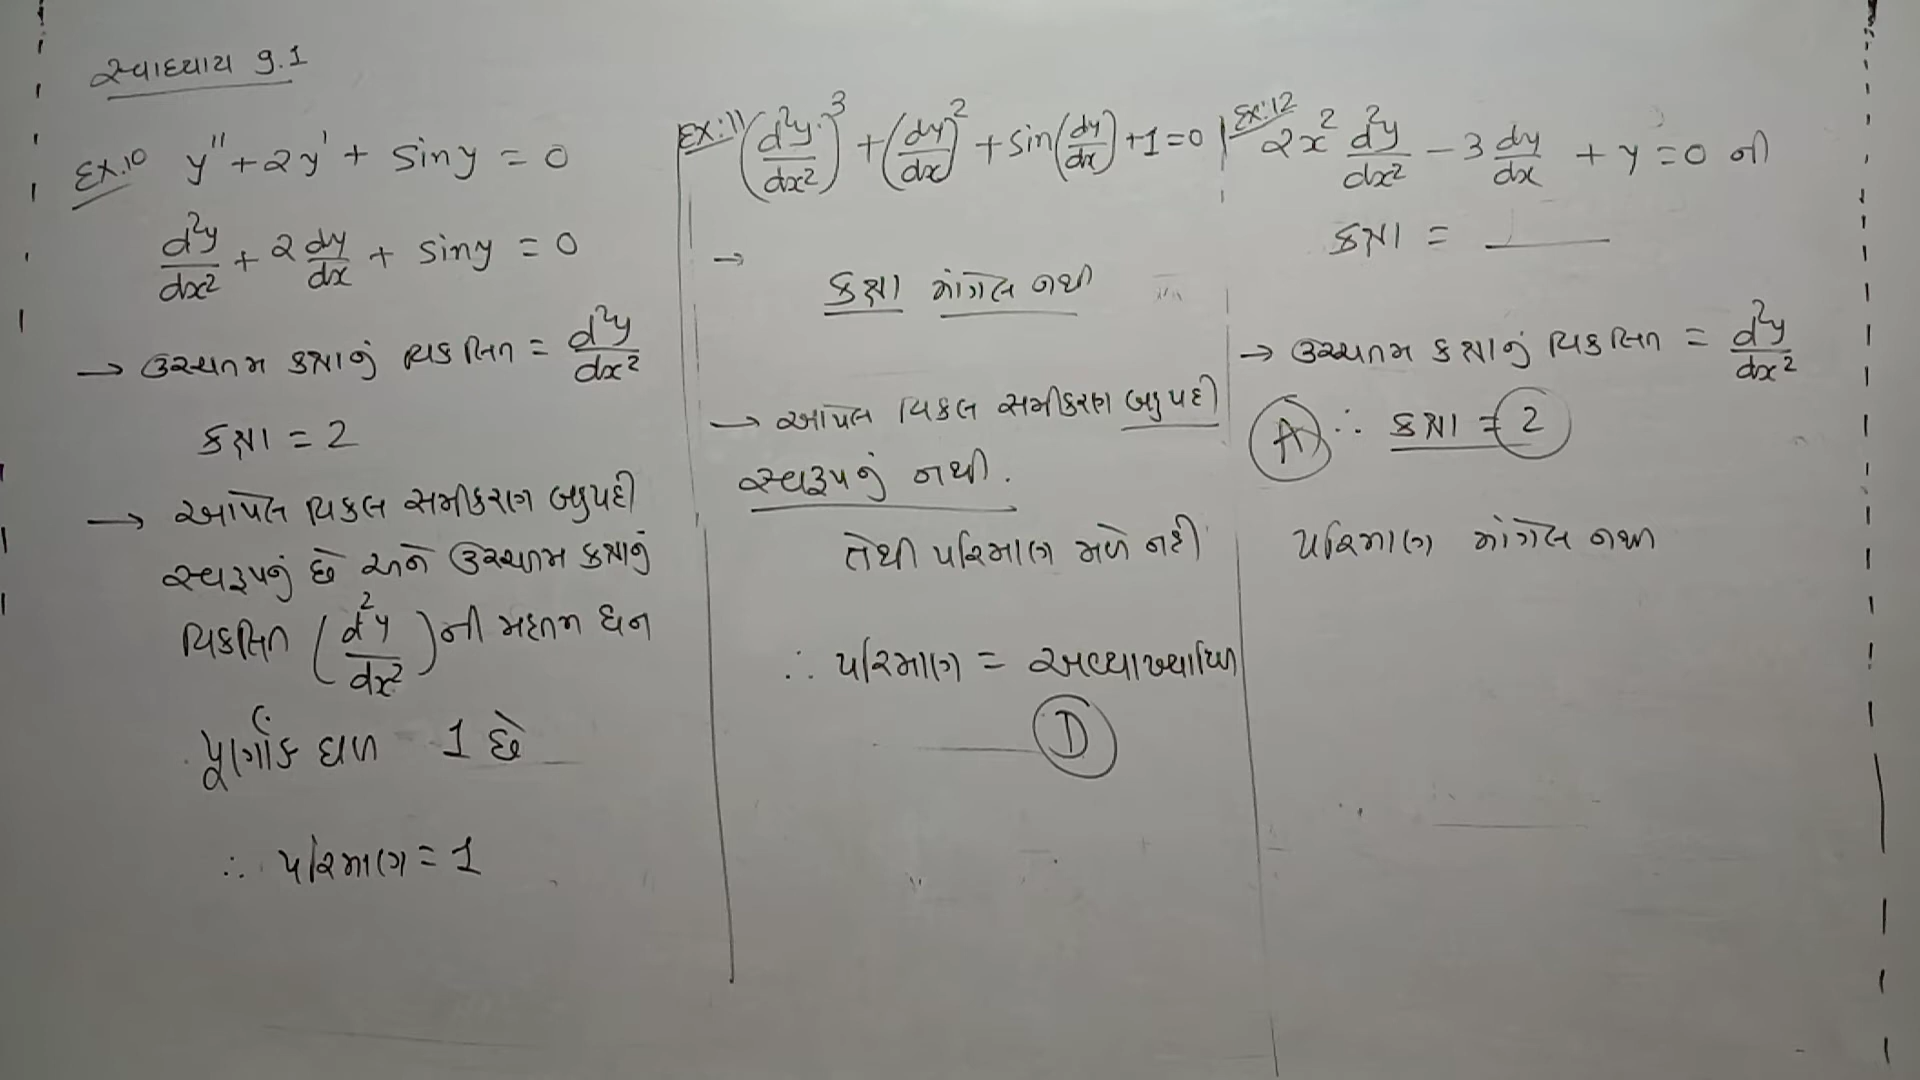 સ્વાધ્યાય 9.1
Ex.10 y'' + 2y' + siny = 0
d²y/dx² + 2 dy/dx + siny = 0
→ ઉચ્ચતમ કક્ષાનું વિકલિત = d²y/dx²
કક્ષા = 2
→ આપેલ વિકલ સમીકરણ બહુપદી
સ્વરૂપનું છે અને ઉચ્ચતમ કક્ષાનું
વિકલિત (d²y/dx²) ની મહત્તમ ઘન
પૂર્ણાંક ઘાત 1 છે
∴ પરિમાણ = 1
Ex:11 (d²y/dx²)³ + (dy/dx)² + sin(dy/dx) + 1 = 0
→
કક્ષા માંગેલ નથી
→ આપેલ વિકલ સમીકરણ બહુપદી
સ્વરૂપનું નથી.
તેથી પરિમાણ મળે નહી
∴ પરિમાણ = અવ્યાખ્યાયિત
D
Ex:12 2x² d²y/dx² - 3 dy/dx + y = 0 ની
કક્ષા = ____
→ ઉચ્ચતમ કક્ષાનું વિકલિત = d²y/dx²
A ∴ કક્ષા = 2
પરિમાણ માંગેલ નથી